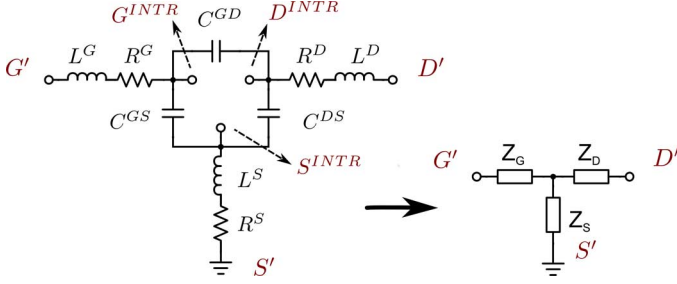 G^{INTR} C^{GD} D^{INTR}
G′ L^G R^G R^D L^D D′
C^{GS} C^{DS}
S^{INTR}
L^S
R^S
S′
G′ Z_G Z_D D′
Z_S
S′